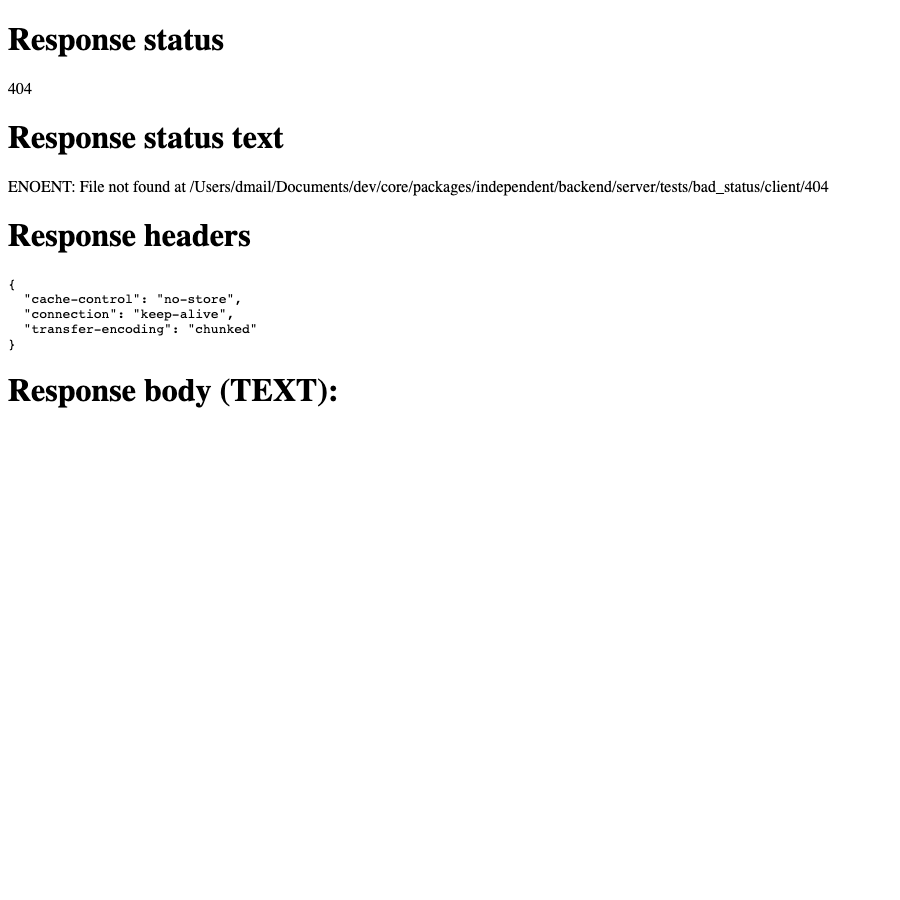 Response status
404
Response status text
ENOENT: File not found at /Users/dmail/Documents/dev/core/packages/independent/backend/server/tests/bad_status/client/404
Response headers
{
  "cache-control": "no-store",
  "connection": "keep-alive",
  "transfer-encoding": "chunked"
}
Response body (TEXT):